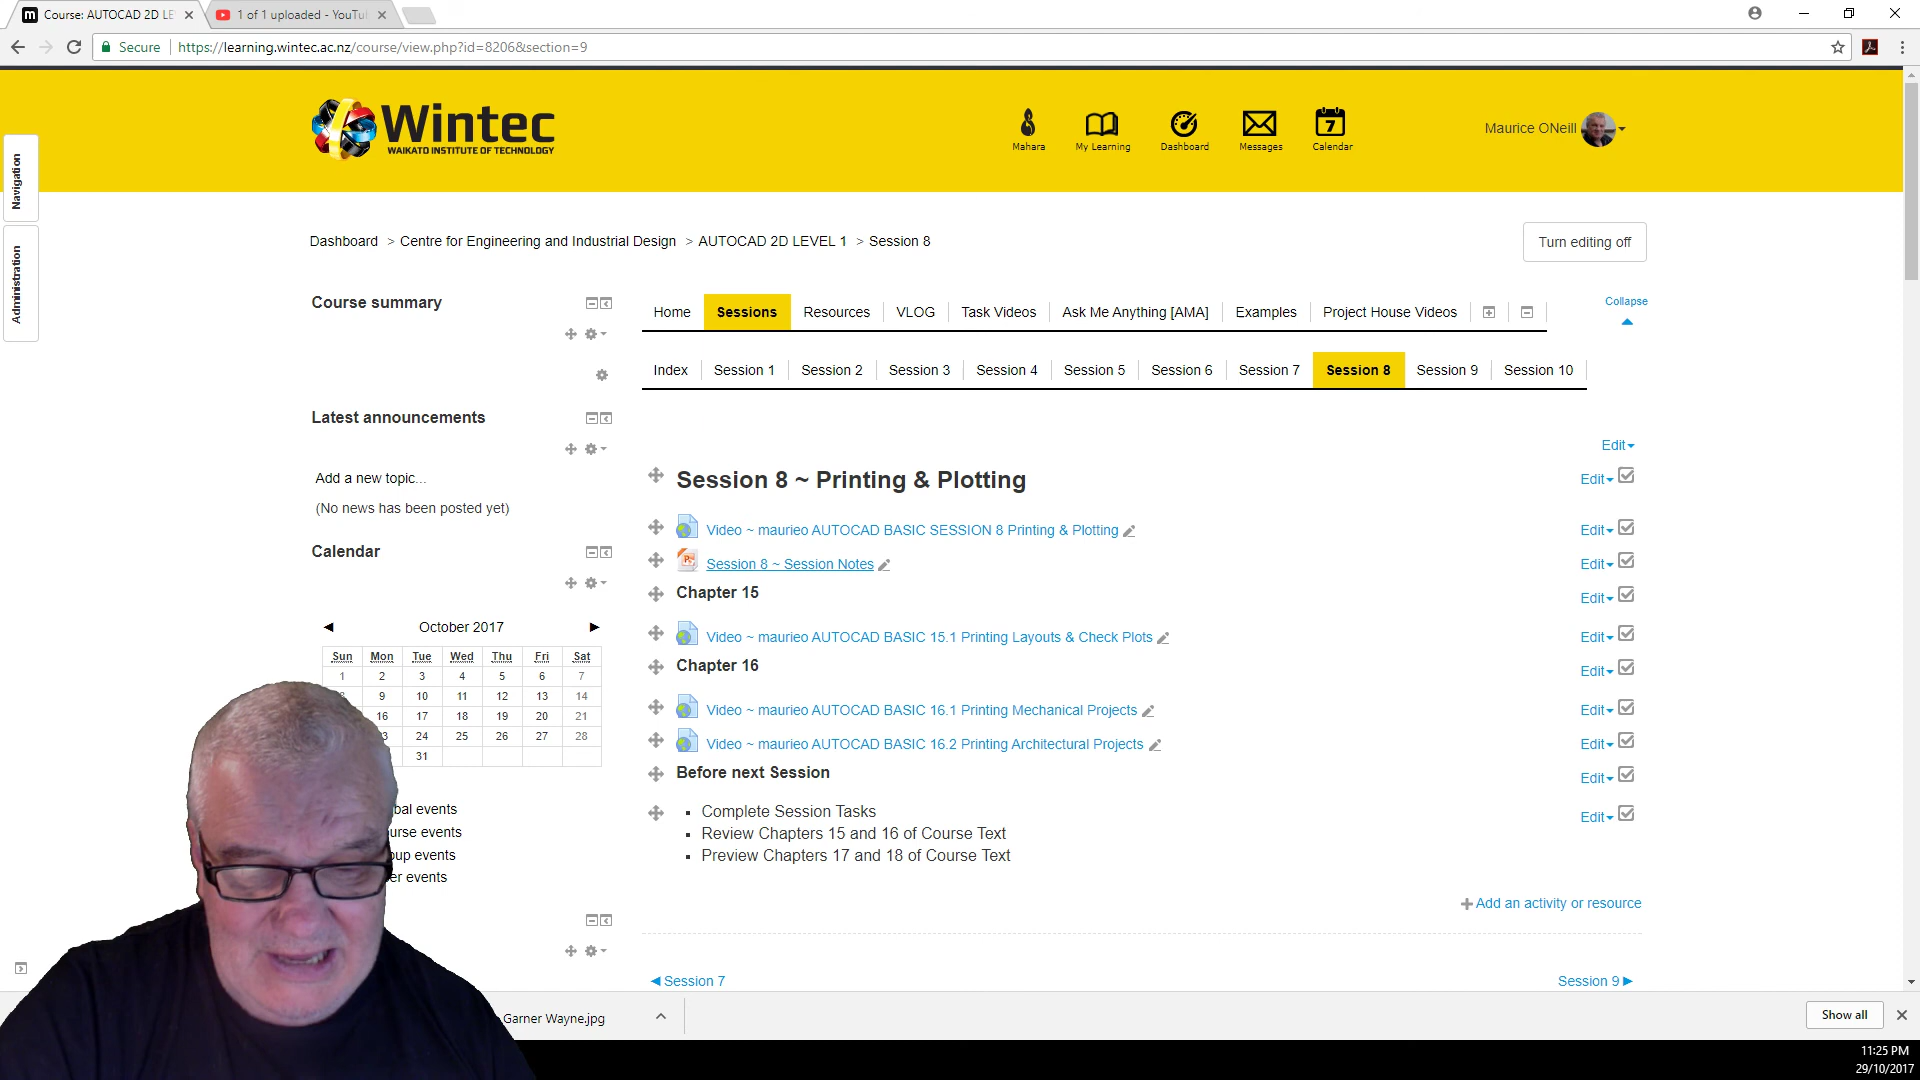 Course: AUTOCAD 2D LE
1 of 1 uploaded - YouTu
Secure
https://learning.wintec.ac.nz/course/view.php?id=8206&section=9
Wintec
WAIKATO INSTITUTE OF TECHNOLOGY
Mahara
My Learning
Dashboard
Messages
7
Calendar
Maurice ONeill
Navigation
Administration
Dashboard > Centre for Engineering and Industrial Design > AUTOCAD 2D LEVEL 1 > Session 8
Turn editing off
Course summary
Home Sessions Resources VLOG Task Videos Ask Me Anything [AMA] Examples Project House Videos
Collapse
Index Session 1 Session 2 Session 3 Session 4 Session 5 Session 6 Session 7 Session 8 Session 9 Session 10
Latest announcements
Add a new topic...
(No news has been posted yet)
Calendar
October 2017
Sun Mon Tue Wed Thu Fri Sat
1 2 3 4 5 6 7
9 10 11 12 13 14
16 17 18 19 20 21
3 24 25 26 27 28
31
bal events
urse events
oup events
er events
Edit
Session 8 ~ Printing & Plotting
Edit
Video ~ maurieo AUTOCAD BASIC SESSION 8 Printing & Plotting
Edit
Session 8 ~ Session Notes
Edit
Chapter 15
Edit
Video ~ maurieo AUTOCAD BASIC 15.1 Printing Layouts & Check Plots
Edit
Chapter 16
Edit
Video ~ maurieo AUTOCAD BASIC 16.1 Printing Mechanical Projects
Edit
Video ~ maurieo AUTOCAD BASIC 16.2 Printing Architectural Projects
Edit
Before next Session
Edit
Complete Session Tasks
Edit
Review Chapters 15 and 16 of Course Text
Preview Chapters 17 and 18 of Course Text
Add an activity or resource
Session 7
Session 9
Garner Wayne.jpg
Show all
11:25 PM
29/10/2017